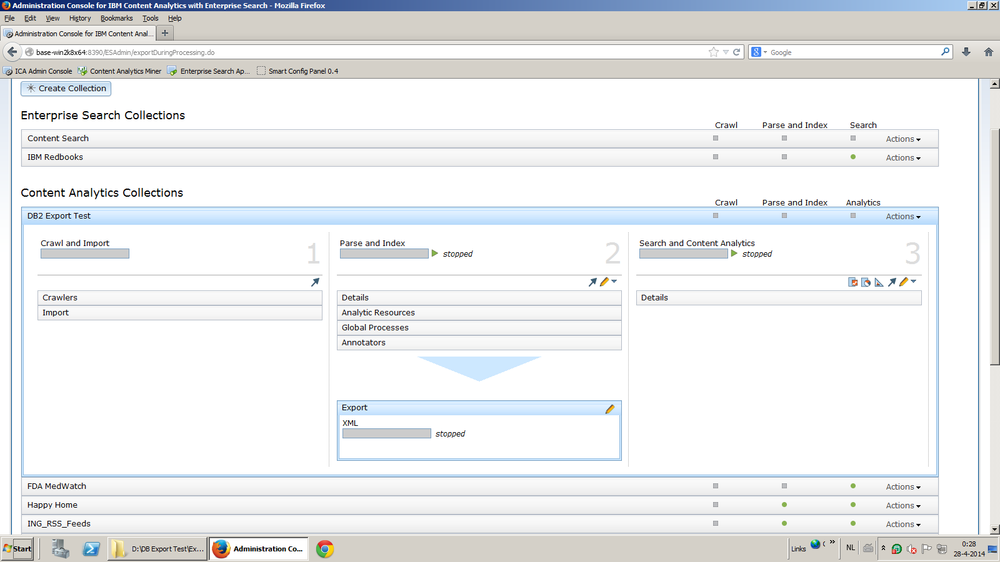 Administration Console for IBM Content Analytics with Enterprise Search - Mozilla Firefox
File Edit View History Bookmarks Tools Help
Administration Console for IBM Content Anal... +
base-win2k8x64:8390/ESAdmin/exportDuringProcessing.do
8 Google
ICA Admin Console Content Analytics Miner Enterprise Search Ap... Smart Config Panel 0.4
Create Collection
Enterprise Search Collections
Crawl Parse and Index Search
Content Search Actions
IBM Redbooks Actions
Content Analytics Collections
Crawl Parse and Index Analytics
DB2 Export Test Actions
Crawl and Import 1
Parse and Index 2
stopped
Search and Content Analytics 3
stopped
Crawlers
Import
Details
Analytic Resources
Global Processes
Annotators
Details
Export
XML
stopped
FDA MedWatch Actions
Happy Home Actions
ING_RSS_Feeds Actions
Start D:\DB Export Test\Ex... Administration Co... Links NL 0:28
28-4-2014